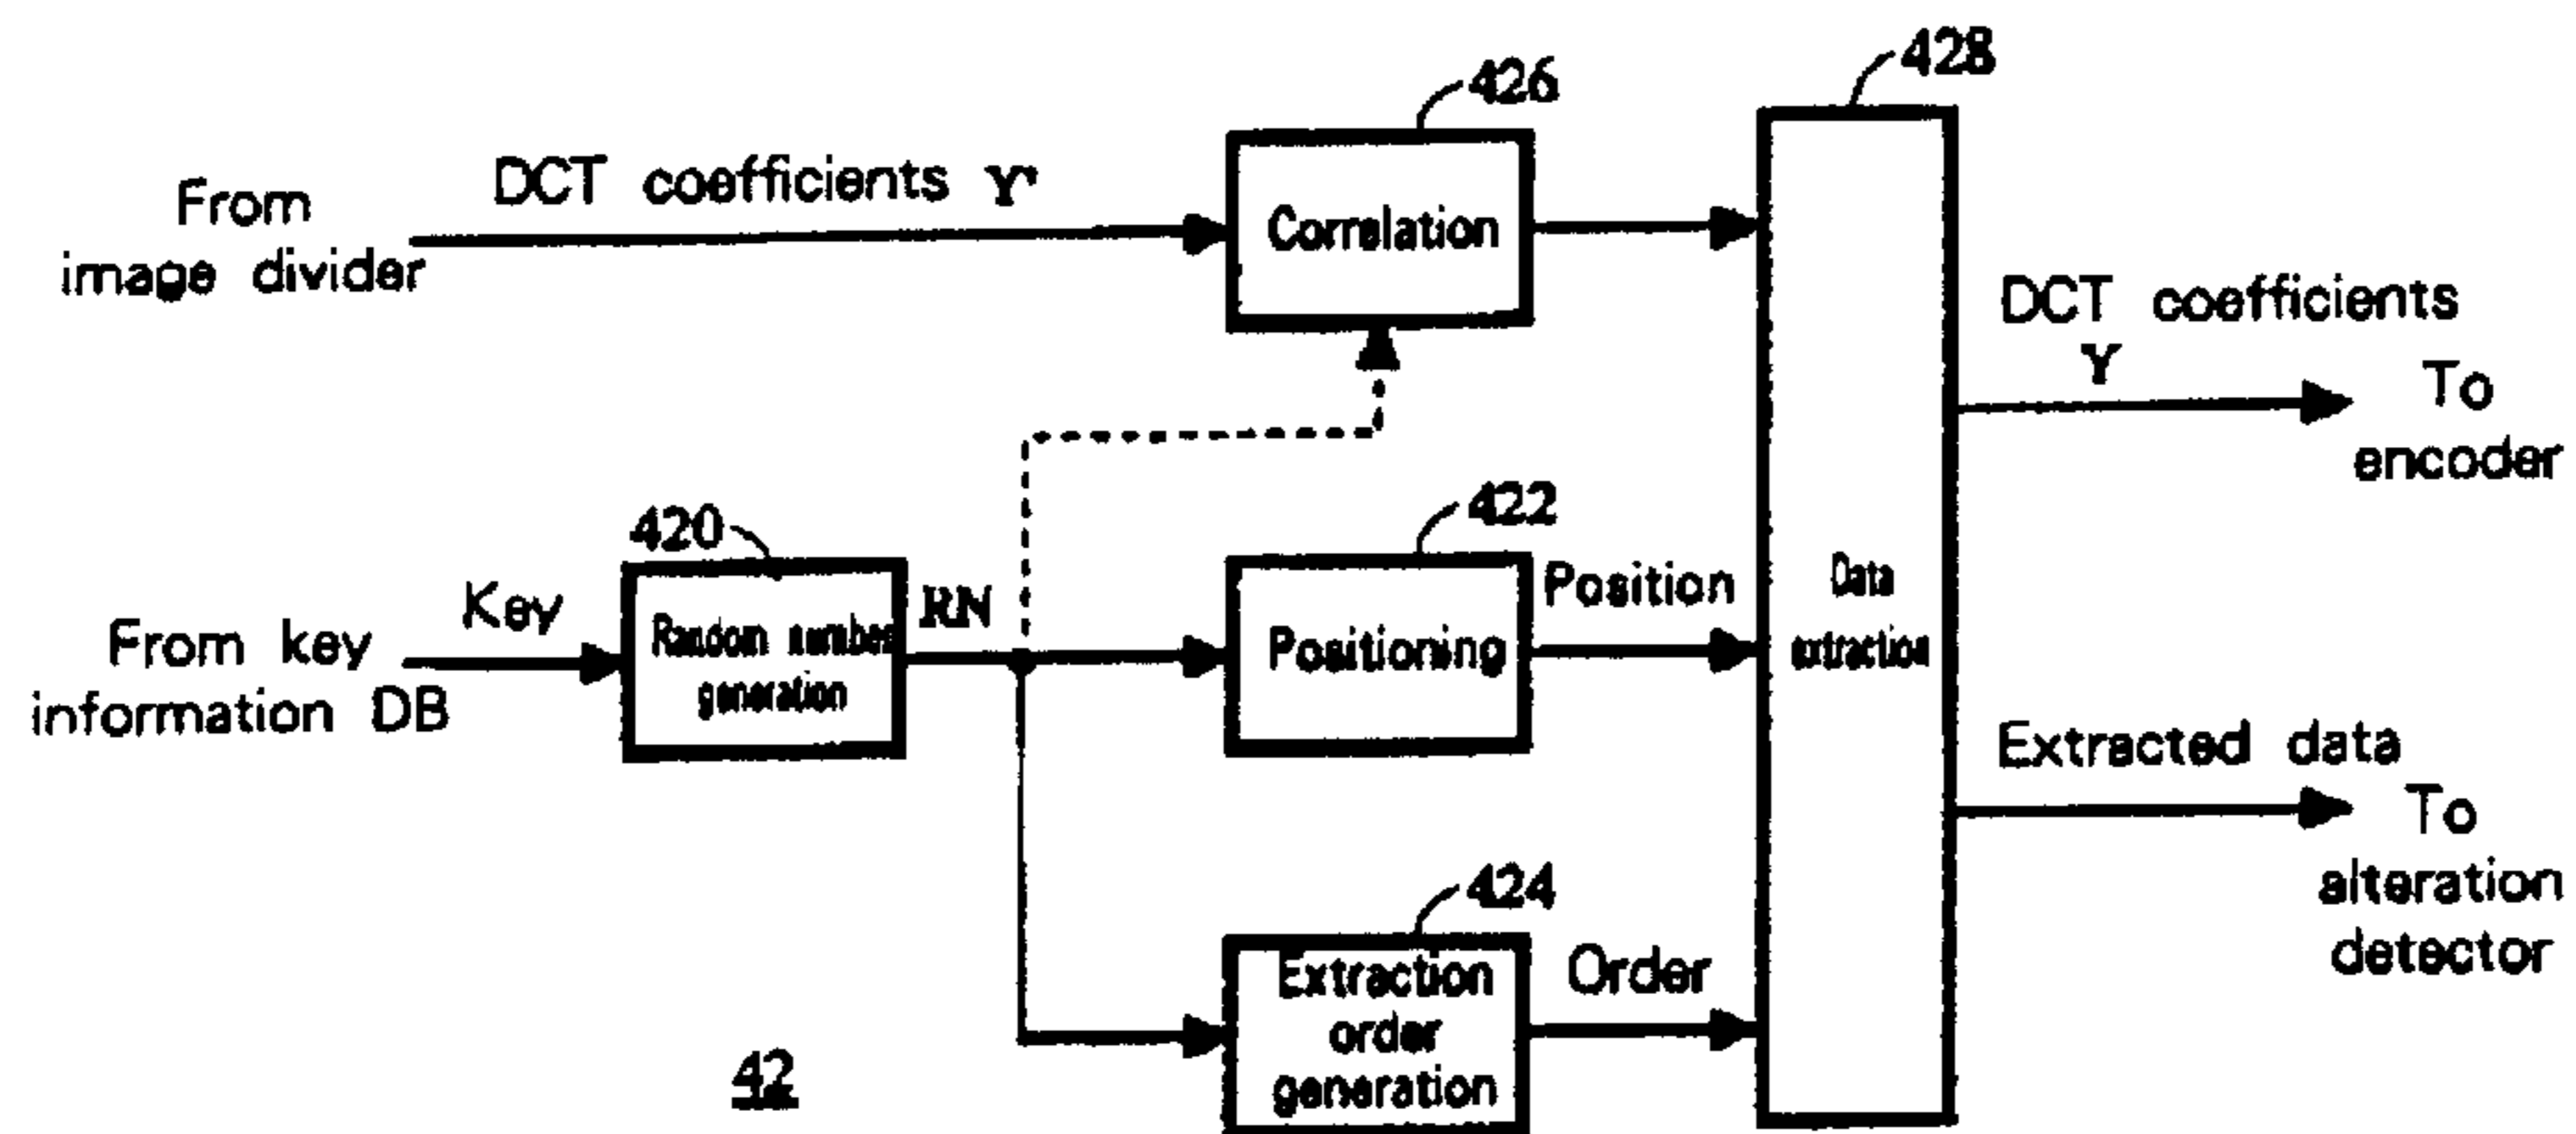 428
426
From
image divider
DCT coefficients Y'
Correlation
DCT coefficients
Y
To
encoder
420
422
From key
information DB
Key
Random number
generation
RN
Positioning
Position
Data
extraction
Extracted data
To
alteration
detector
424
Extraction
order
generation
Order
42